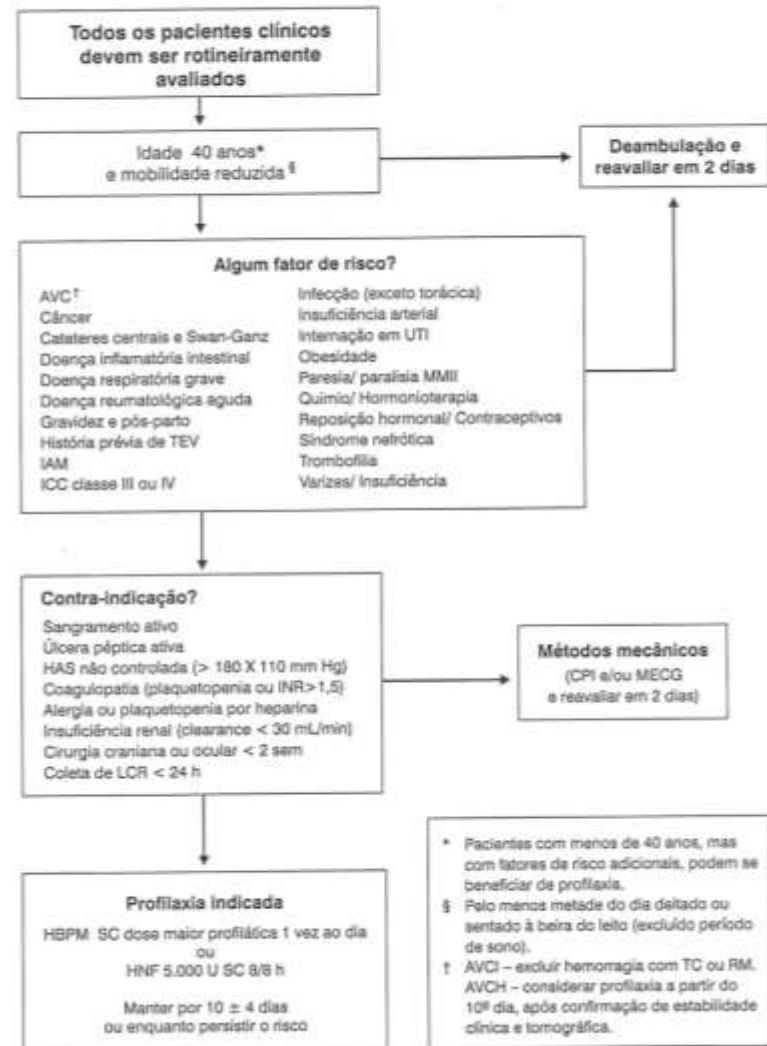 Todos os pacientes clínicos
devem ser rotineiramente
avaliados
Idade 40 anos*
e mobilidade reduzida §
Deambulação e
reavaliar em 2 dias
Algum fator de risco?
AVC†
Câncer
Catateres centrais e Swan-Ganz
Doença inflamatória intestinal
Doença respiratória grave
Doença reumatológica aguda
Gravidez e pós-parto
História prévia de TEV
IAM
ICC classe III ou IV
Infecção (exceto torácica)
Insuficiência arterial
Internação em UTI
Obesidade
Paresia/ paralisia MMII
Quimio/ Hormonioterapia
Reposição hormonal/ Contraceptivos
Síndrome nefrótica
Trombofilia
Varizes/ Insuficiência
Contra-indicação?
Sangramento ativo
Úlcera péptica ativa
HAS não controlada (> 180 X 110 mm Hg)
Coagulopatia (plaquetopenia ou INR>1,5)
Alergia ou plaquetopenia por heparina
Insuficiência renal (clearance < 30 mL/min)
Cirurgia craniana ou ocular < 2 sem
Coleta de LCR < 24 h
Métodos mecânicos
(CPI e/ou MECG
e reavaliar em 2 dias)
Profilaxia indicada
HBPM SC dose maior profilática 1 vez ao dia
ou
HNF 5.000 U SC 8/8 h
Manter por 10 ± 4 dias
ou enquanto persistir o risco
* Pacientes com menos de 40 anos, mas
com fatores de risco adicionais, podem se
beneficiar de profilaxia.
§ Pelo menos metade do dia deitado ou
sentado à beira do leito (excluído período
de sono).
† AVCI – excluir hemorragia com TC ou RM.
AVCH – considerar profilaxia a partir do
10º dia, após confirmação de estabilidade
clínica e tomográfica.